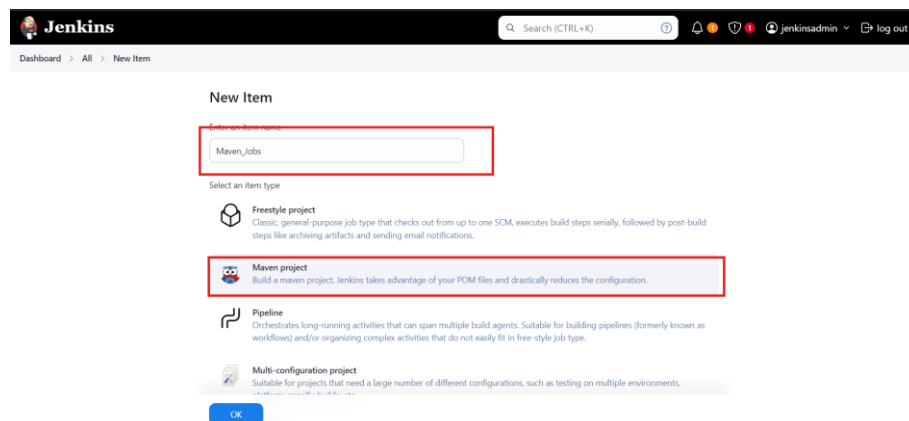 Jenkins
Search (CTRL+K)
?
1
1
jenkinsadmin
log out
Dashboard > All > New Item
New Item
Enter an item name
Maven_Jobs
Select an item type
Freestyle project
Classic, general-purpose job type that checks out from up to one SCM, executes build steps serially, followed by post-build
steps like archiving artifacts and sending email notifications.
Maven project
Build a maven project. Jenkins takes advantage of your POM files and drastically reduces the configuration.
Pipeline
Orchestrates long-running activities that can span multiple build agents. Suitable for building pipelines (formerly known as
workflows) and/or organizing complex activities that do not easily fit in free-style job type.
Multi-configuration project
Suitable for projects that need a large number of different configurations, such as testing on multiple environments,
OK